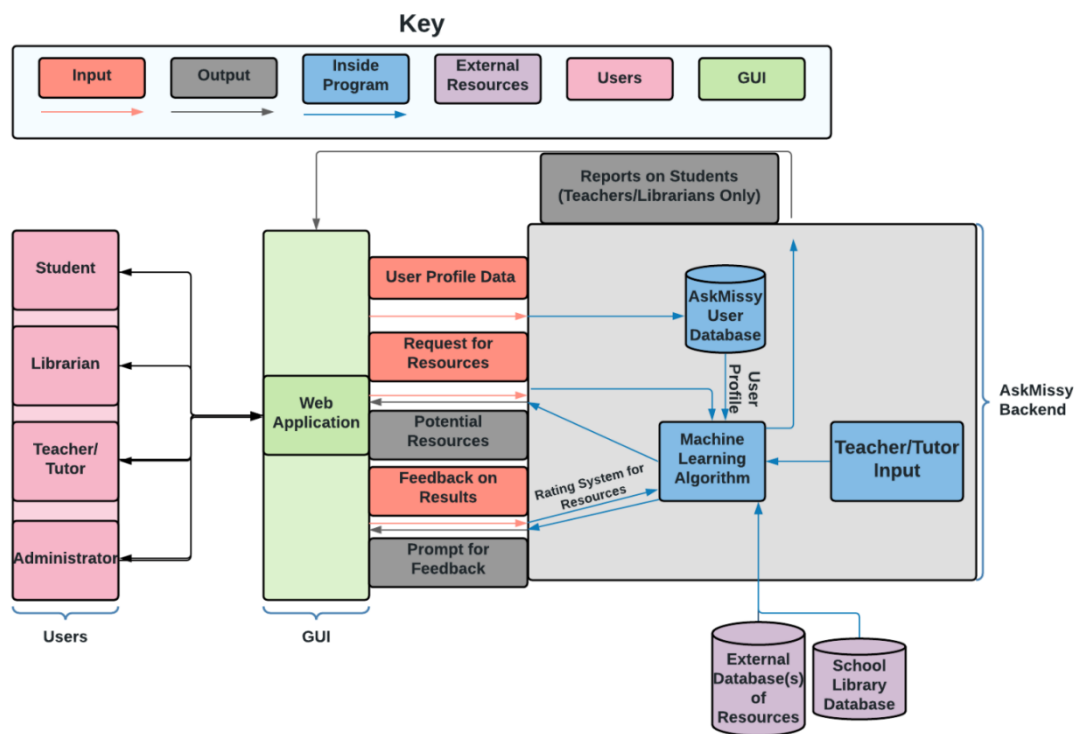 Key
Input
Output
Inside
Program
External
Resources
Users
GUI
Reports on Students
(Teachers/Librarians Only)
Student
Librarian
Teacher/
Tutor
Administrator
Users
Web
Application
GUI
User Profile Data
Request for
Resources
Potential
Resources
Feedback on
Results
Prompt for
Feedback
AskMissy
User
Database
User
Profile
Machine
Learning
Algorithm
Rating System for
Resources
Teacher/Tutor
Input
AskMissy
Backend
External
Database(s)
of
Resources
School
Library
Database